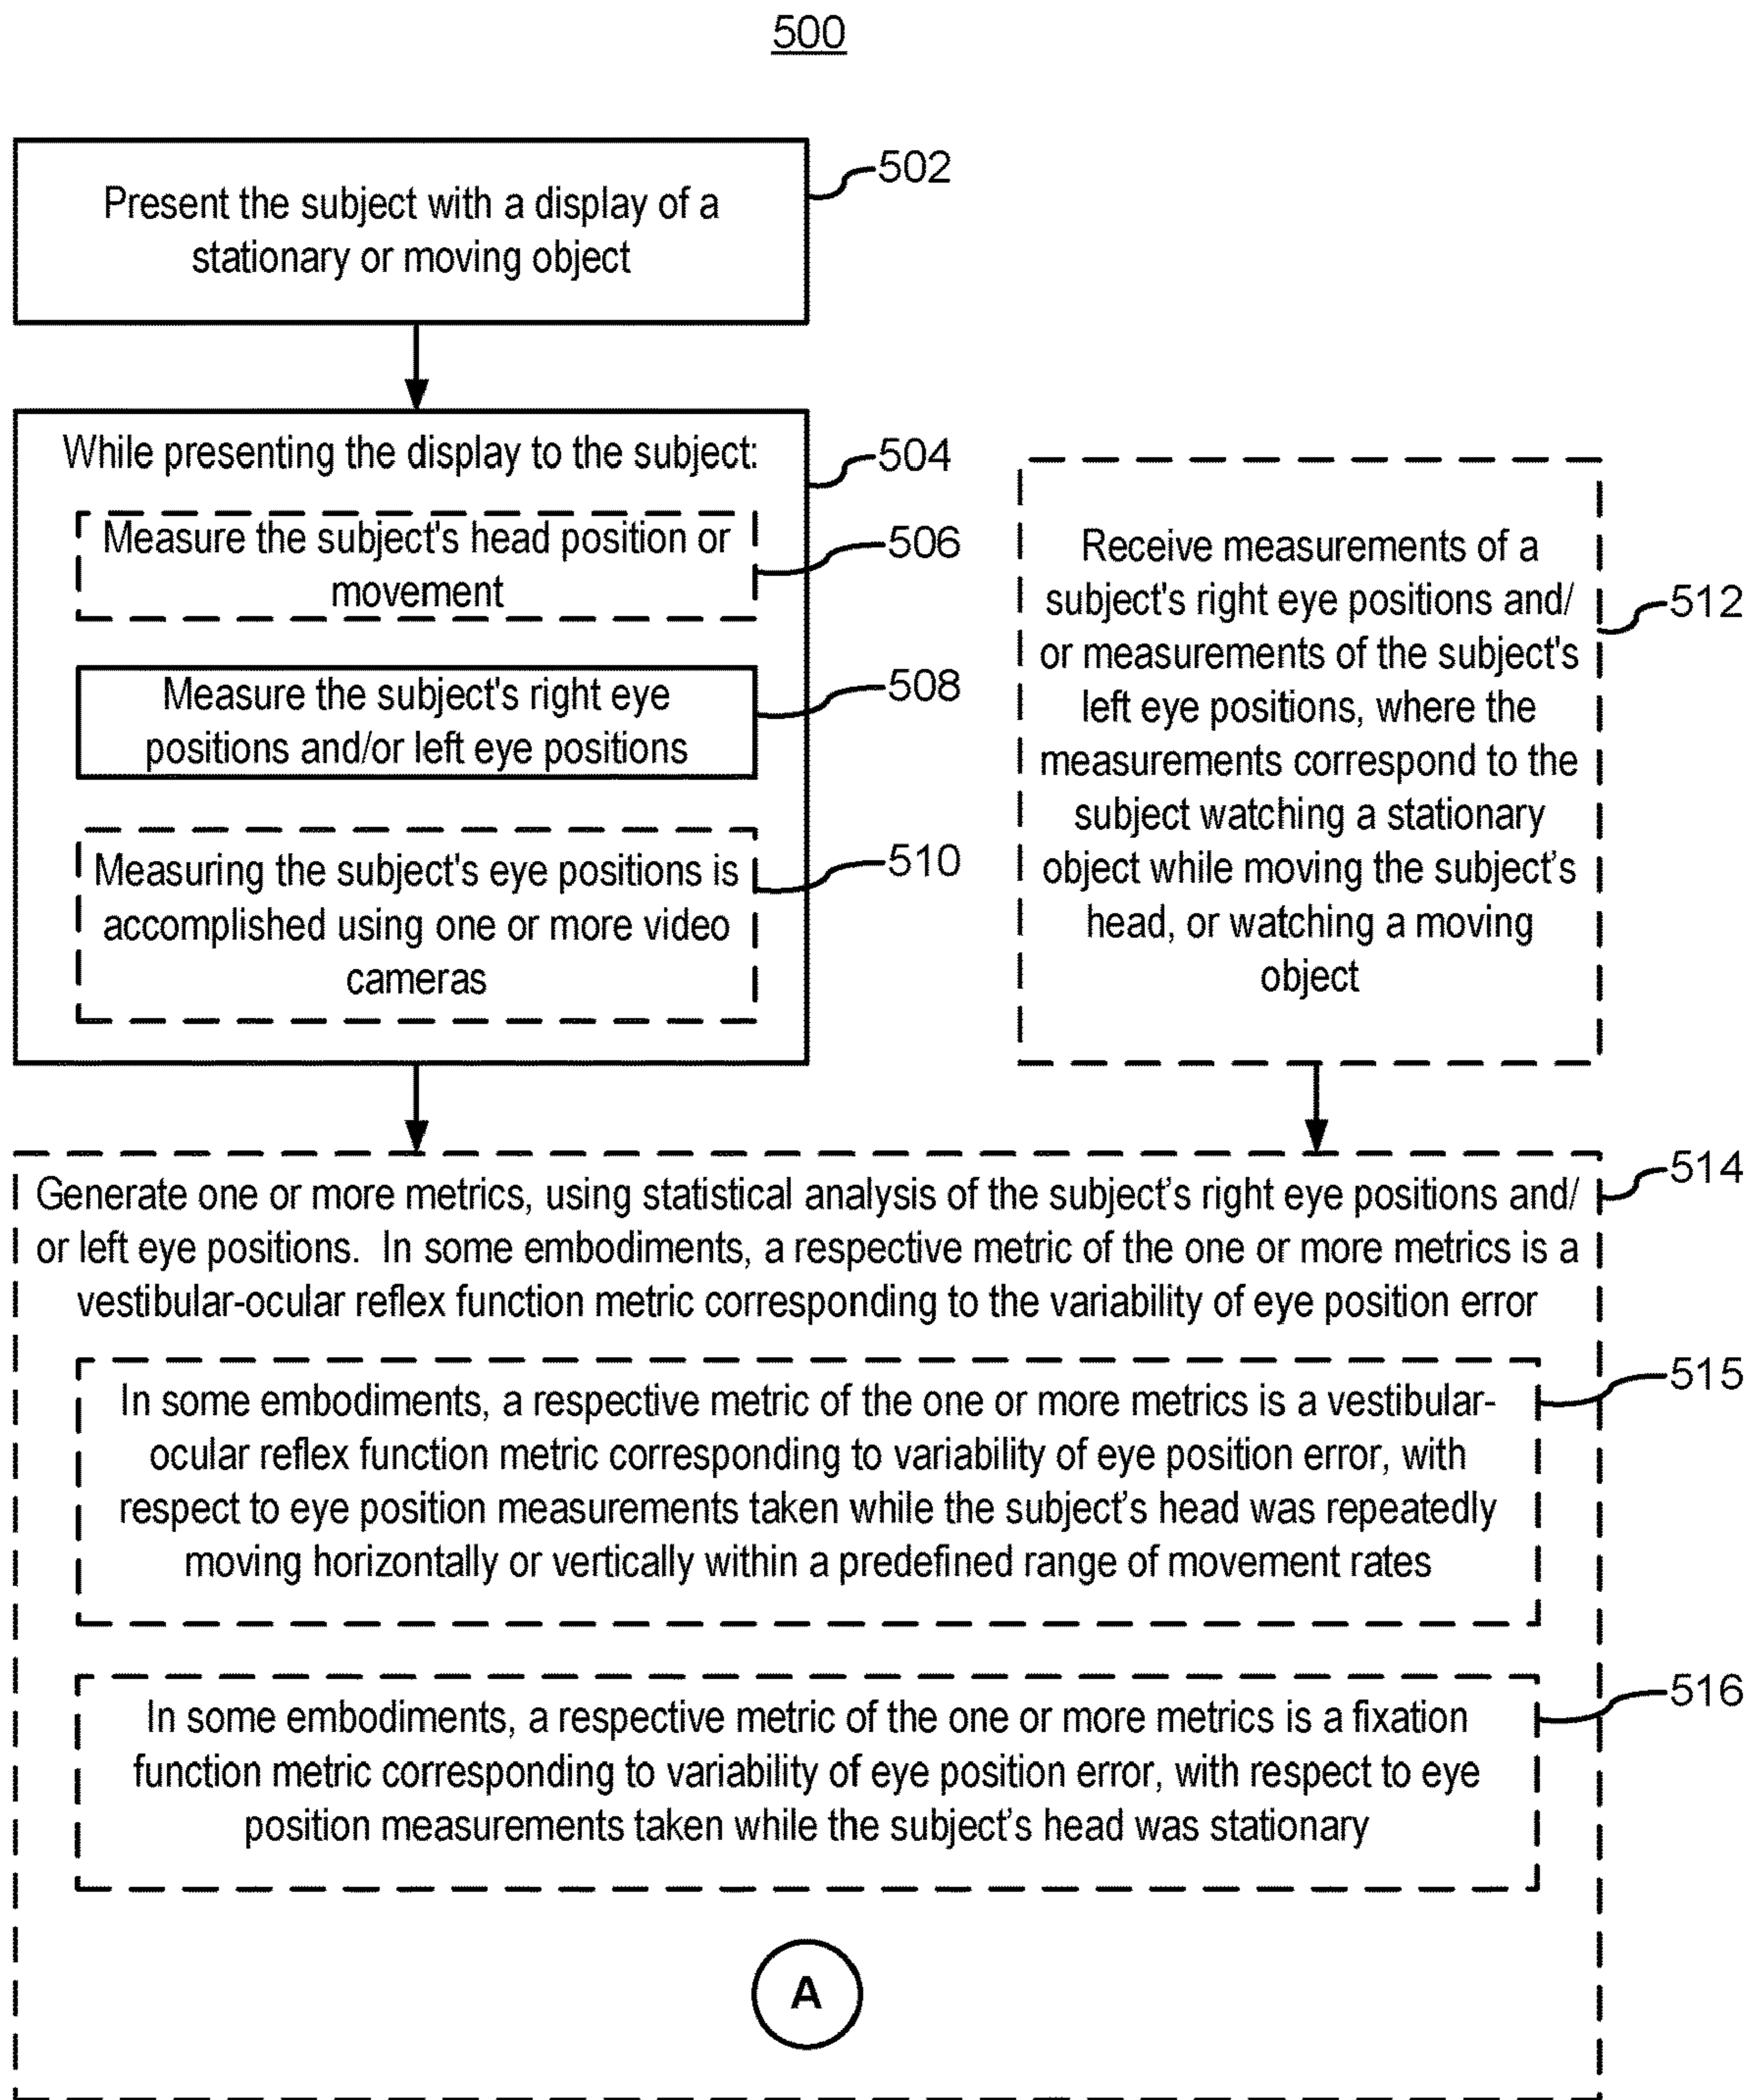 500
Present the subject with a display of a
stationary or moving object
502
While presenting the display to the subject:
504
Measure the subject's head position or
movement
506
Measure the subject's right eye
positions and/or left eye positions
508
Measuring the subject's eye positions is
accomplished using one or more video
cameras
510
Receive measurements of a
subject's right eye positions and/
or measurements of the subject's
left eye positions, where the
measurements correspond to the
subject watching a stationary
object while moving the subject’s
head, or watching a moving
object
512
Generate one or more metrics, using statistical analysis of the subject’s right eye positions and/
or left eye positions.  In some embodiments, a respective metric of the one or more metrics is a
vestibular-ocular reflex function metric corresponding to the variability of eye position error
514
In some embodiments, a respective metric of the one or more metrics is a vestibular-
ocular reflex function metric corresponding to variability of eye position error, with
respect to eye position measurements taken while the subject’s head was repeatedly
moving horizontally or vertically within a predefined range of movement rates
515
In some embodiments, a respective metric of the one or more metrics is a fixation
function metric corresponding to variability of eye position error, with respect to eye
position measurements taken while the subject’s head was stationary
516
A